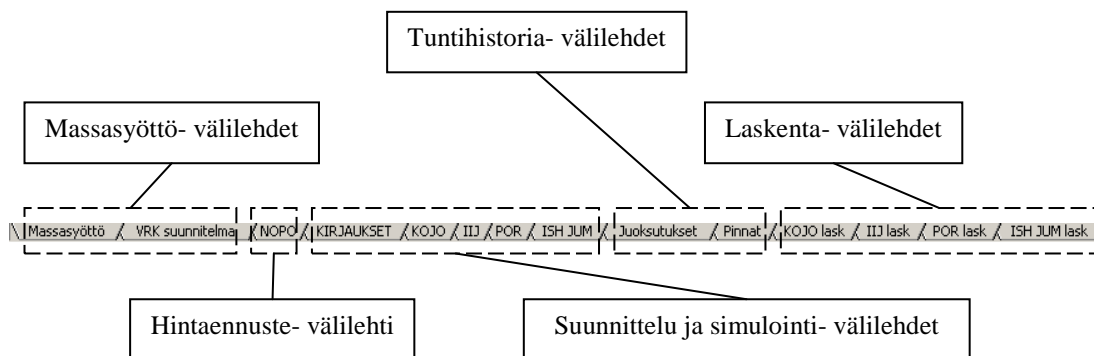 Tuntihistoria- välilehdet
Massasyöttö- välilehdet
Laskenta- välilehdet
\ Massasyöttö / VRK suunnitelma / NOPO / KIRJAUKSET / KOJO / IIJ / POR / ISH JUM / Juoksutukset / Pinnat / KOJO lask / IIJ lask / POR lask / ISH JUM lask
Hintaennuste- välilehti
Suunnittelu ja simulointi- välilehdet